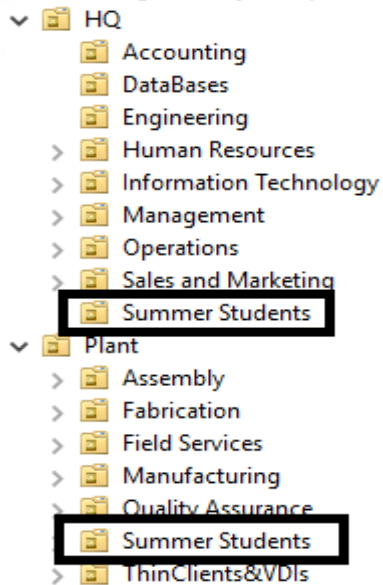 HQ
Accounting
DataBases
Engineering
Human Resources
Information Technology
Management
Operations
Sales and Marketing
Summer Students
Plant
Assembly
Fabrication
Field Services
Manufacturing
Quality Assurance
Summer Students
ThinClients&VDIs